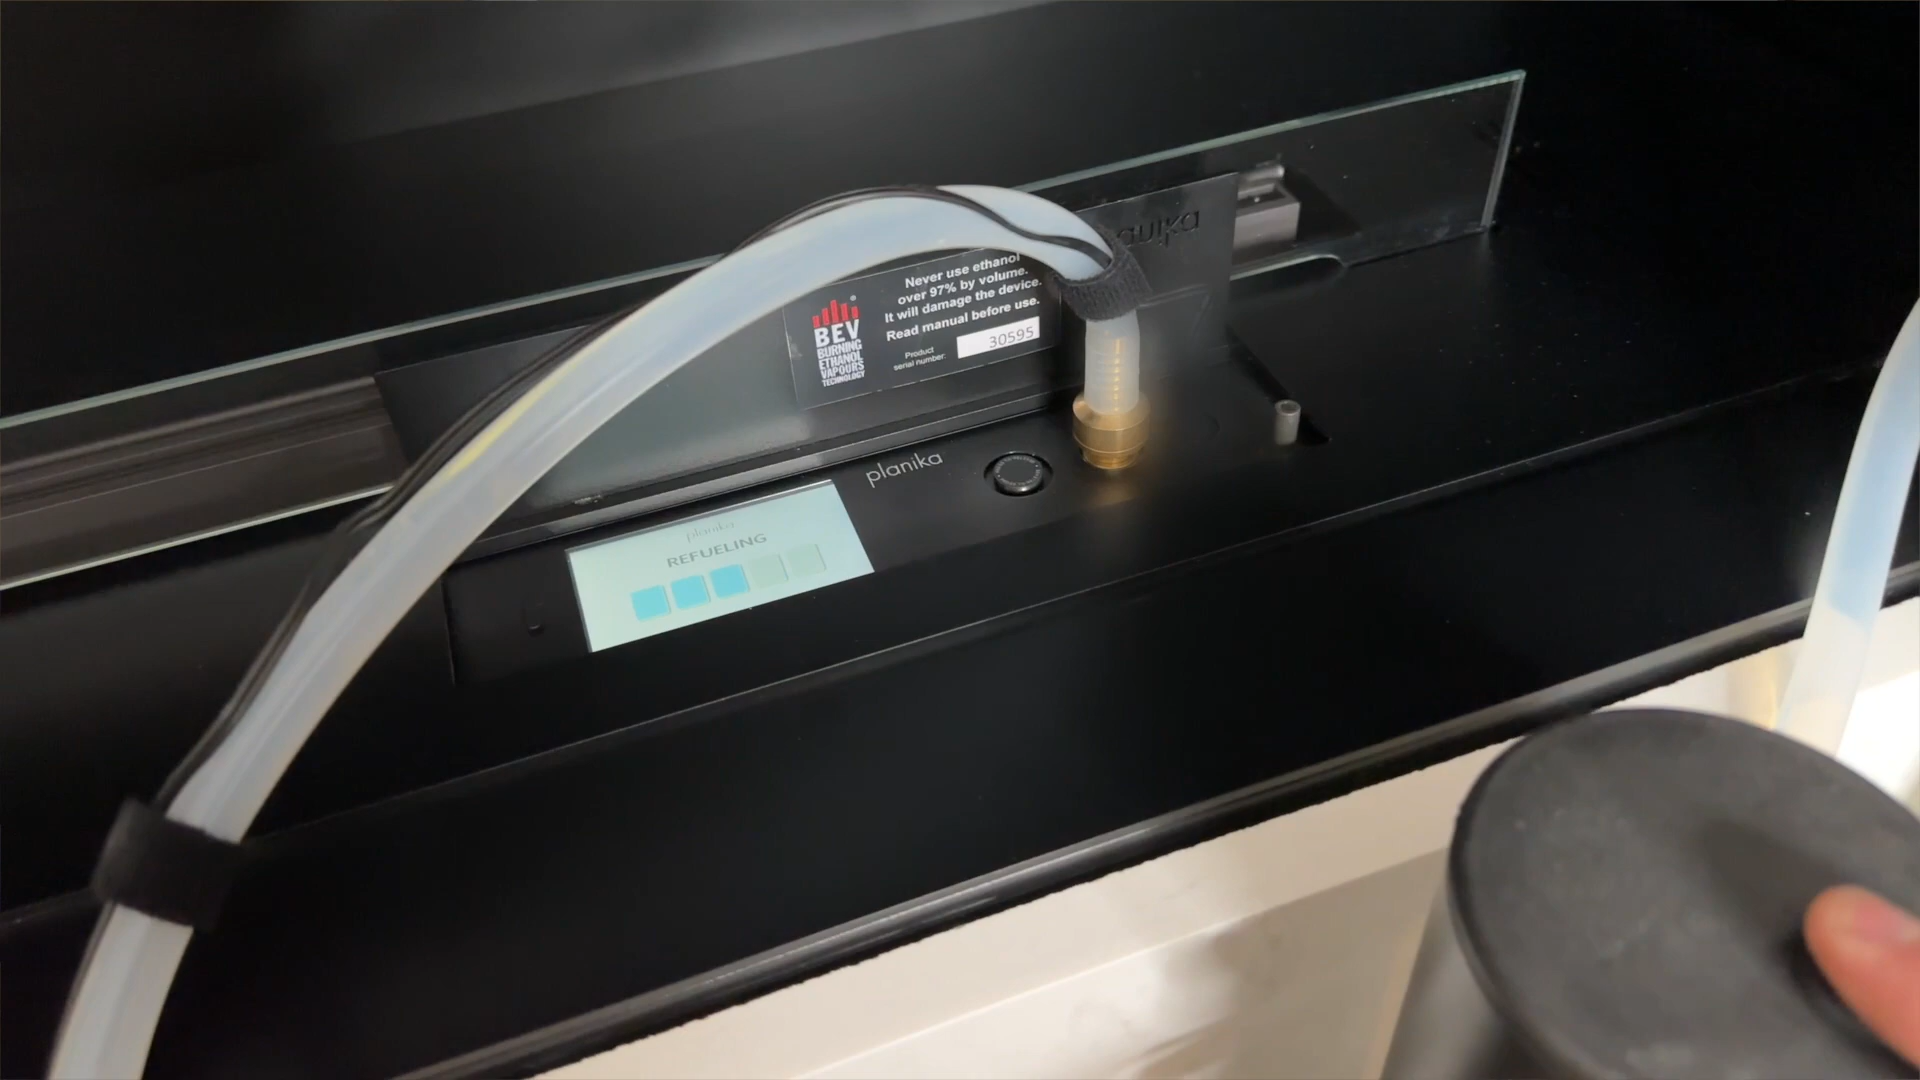 planika
Never use ethanol
over 97% by volume.
It will damage the device.
Read manual before use.
Product
serial number:
30595
BEV
BURNING
ETHANOL
VAPOURS
TECHNOLOGY
planika
planika
REFUELING